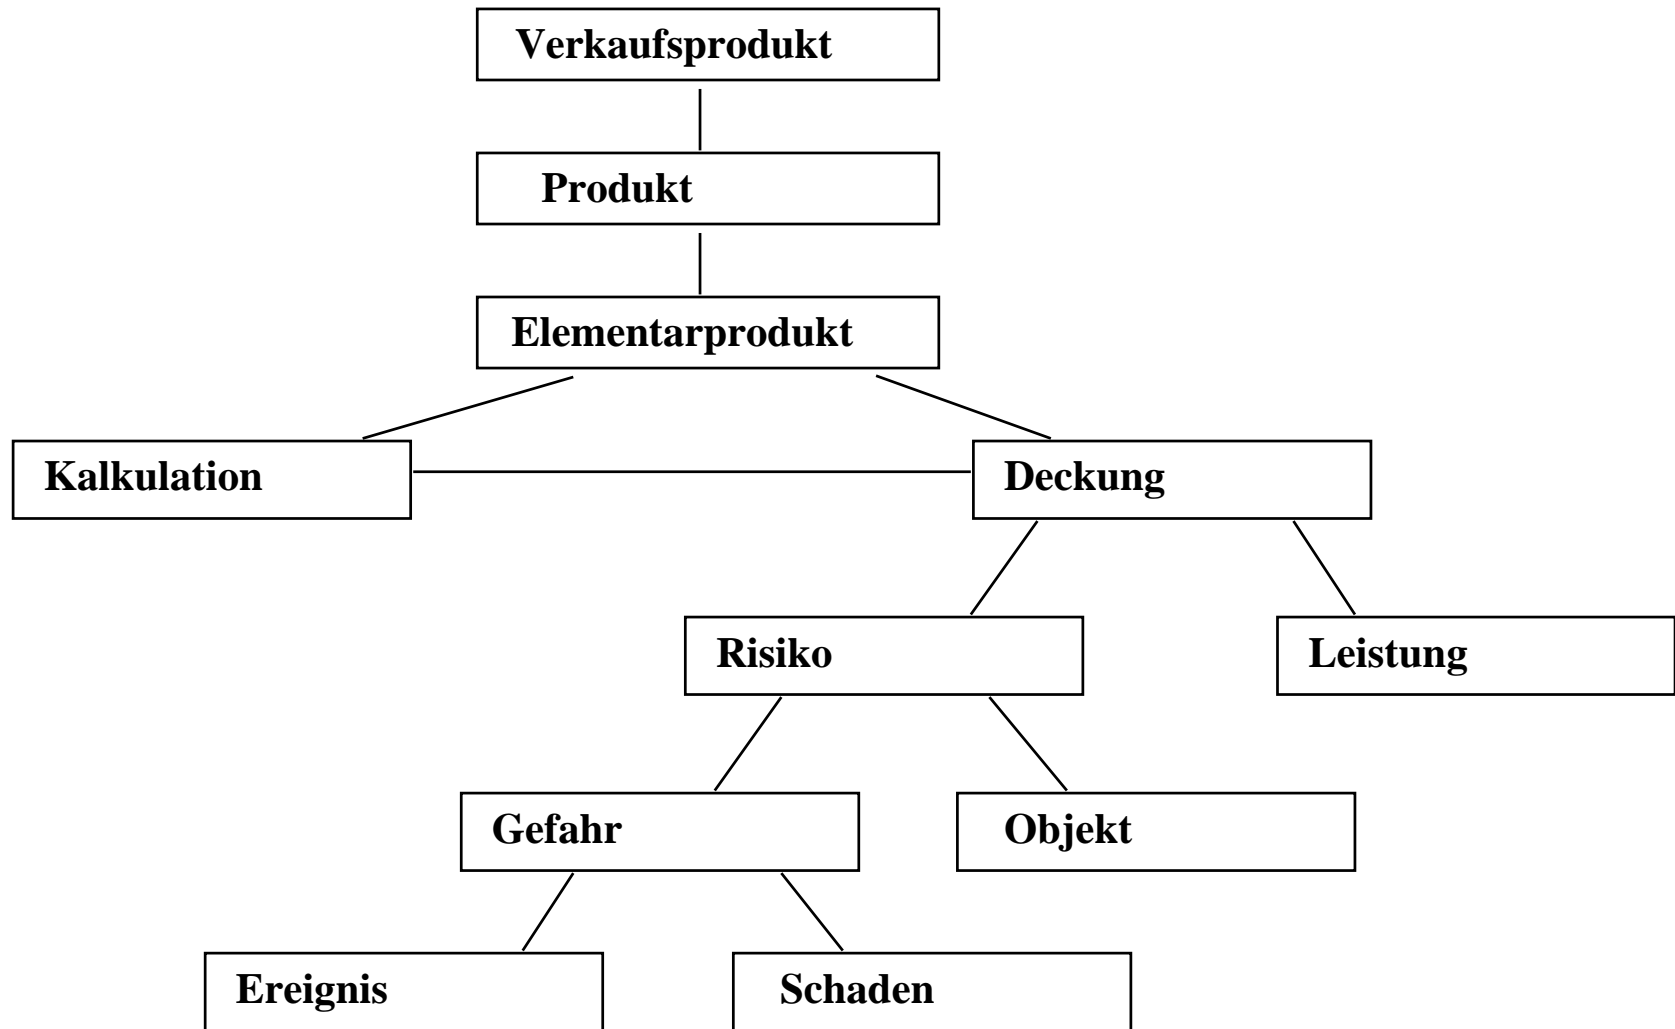 Verkaufsprodukt
Produkt
Elementarprodukt
Kalkulation
Deckung
Risiko
Leistung
Gefahr
Objekt
Ereignis
Schaden